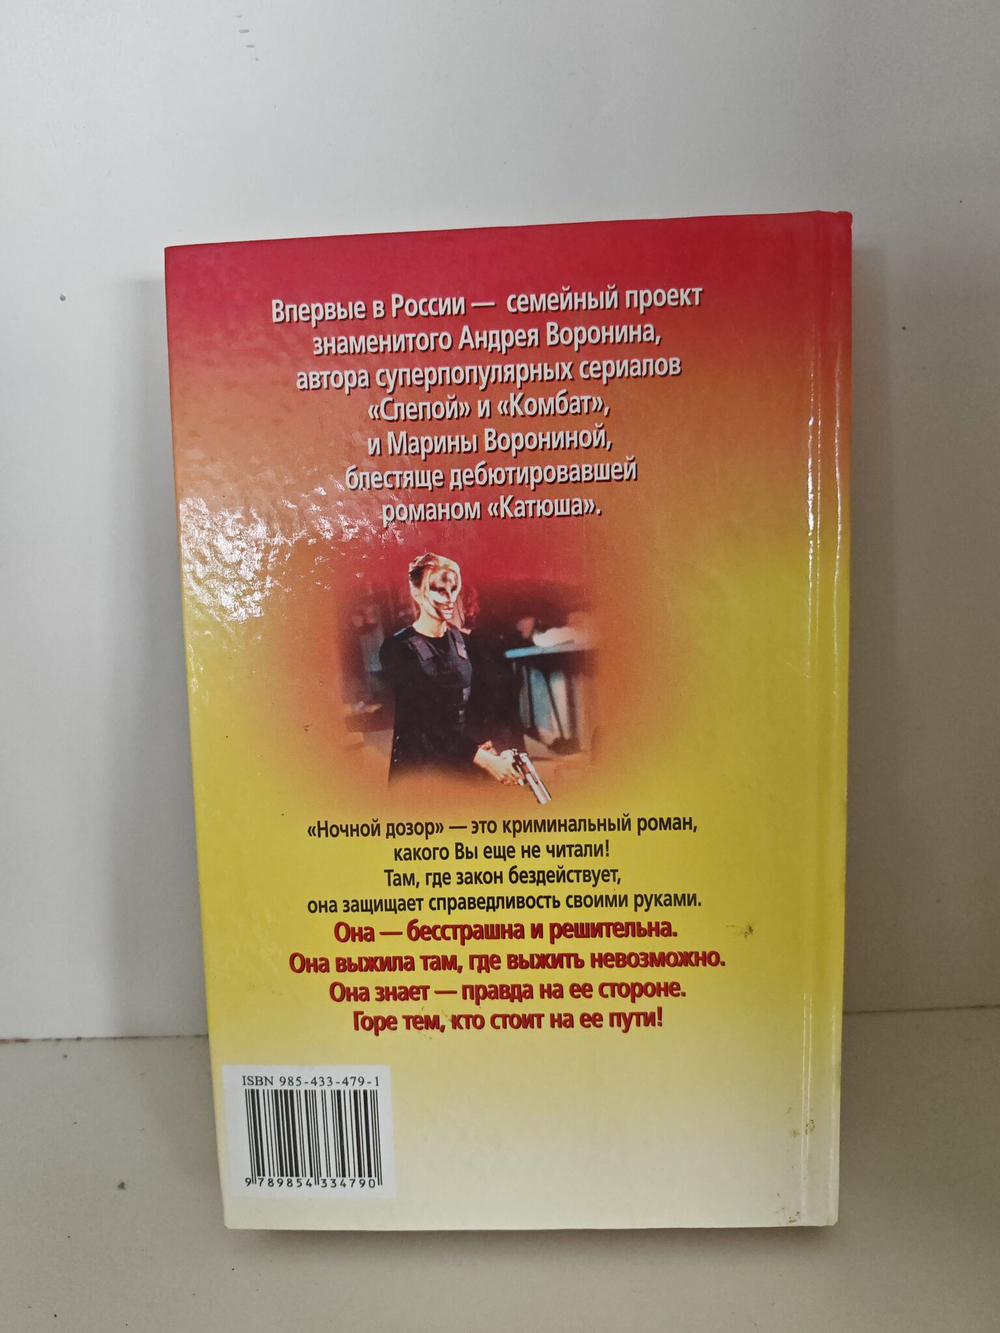 Впервые в России — семейный проект
знаменитого Андрея Воронина,
автора суперпопулярных сериалов
«Слепой» и «Комбат»,
и Марины Ворониной,
блестяще дебютировавшей
романом «Катюша».
«Ночной дозор» — это криминальный роман,
какого Вы еще не читали!
Там, где закон бездействует,
она защищает справедливость своими руками.
Она — бесстрашна и решительна.
Она выжила там, где выжить невозможно.
Она знает — правда на ее стороне.
Горе тем, кто стоит на ее пути!
ISBN 985-433-479-1
9 789854 334790